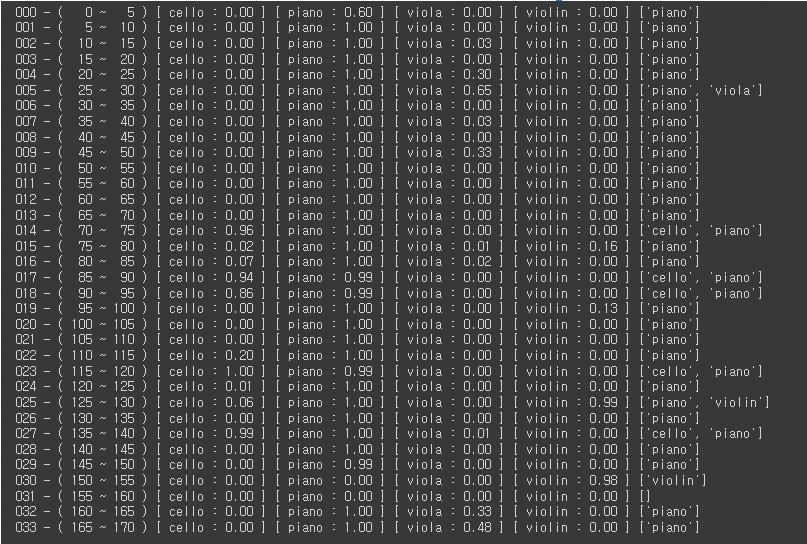 000 - (   0 ~   5 ) [ cello : 0.00 ] [ piano : 0.60 ] [ viola : 0.00 ] [ violin : 0.00 ] ['piano']
001 - (   5 ~  10 ) [ cello : 0.00 ] [ piano : 1.00 ] [ viola : 0.00 ] [ violin : 0.00 ] ['piano']
002 - (  10 ~  15 ) [ cello : 0.00 ] [ piano : 1.00 ] [ viola : 0.03 ] [ violin : 0.00 ] ['piano']
003 - (  15 ~  20 ) [ cello : 0.00 ] [ piano : 1.00 ] [ viola : 0.00 ] [ violin : 0.00 ] ['piano']
004 - (  20 ~  25 ) [ cello : 0.00 ] [ piano : 1.00 ] [ viola : 0.30 ] [ violin : 0.00 ] ['piano']
005 - (  25 ~  30 ) [ cello : 0.00 ] [ piano : 1.00 ] [ viola : 0.65 ] [ violin : 0.00 ] ['piano', 'viola']
006 - (  30 ~  35 ) [ cello : 0.00 ] [ piano : 1.00 ] [ viola : 0.00 ] [ violin : 0.00 ] ['piano']
007 - (  35 ~  40 ) [ cello : 0.00 ] [ piano : 1.00 ] [ viola : 0.03 ] [ violin : 0.00 ] ['piano']
008 - (  40 ~  45 ) [ cello : 0.00 ] [ piano : 1.00 ] [ viola : 0.00 ] [ violin : 0.00 ] ['piano']
009 - (  45 ~  50 ) [ cello : 0.00 ] [ piano : 1.00 ] [ viola : 0.33 ] [ violin : 0.00 ] ['piano']
010 - (  50 ~  55 ) [ cello : 0.00 ] [ piano : 1.00 ] [ viola : 0.00 ] [ violin : 0.00 ] ['piano']
011 - (  55 ~  60 ) [ cello : 0.00 ] [ piano : 1.00 ] [ viola : 0.00 ] [ violin : 0.00 ] ['piano']
012 - (  60 ~  65 ) [ cello : 0.00 ] [ piano : 1.00 ] [ viola : 0.00 ] [ violin : 0.00 ] ['piano']
013 - (  65 ~  70 ) [ cello : 0.00 ] [ piano : 1.00 ] [ viola : 0.00 ] [ violin : 0.00 ] ['piano']
014 - (  70 ~  75 ) [ cello : 0.96 ] [ piano : 1.00 ] [ viola : 0.00 ] [ violin : 0.00 ] ['cello', 'piano']
015 - (  75 ~  80 ) [ cello : 0.02 ] [ piano : 1.00 ] [ viola : 0.01 ] [ violin : 0.16 ] ['piano']
016 - (  80 ~  85 ) [ cello : 0.07 ] [ piano : 1.00 ] [ viola : 0.02 ] [ violin : 0.00 ] ['piano']
017 - (  85 ~  90 ) [ cello : 0.94 ] [ piano : 0.99 ] [ viola : 0.00 ] [ violin : 0.00 ] ['cello', 'piano']
018 - (  90 ~  95 ) [ cello : 0.86 ] [ piano : 0.99 ] [ viola : 0.00 ] [ violin : 0.00 ] ['cello', 'piano']
019 - (  95 ~ 100 ) [ cello : 0.00 ] [ piano : 1.00 ] [ viola : 0.00 ] [ violin : 0.13 ] ['piano']
020 - ( 100 ~ 105 ) [ cello : 0.00 ] [ piano : 1.00 ] [ viola : 0.00 ] [ violin : 0.00 ] ['piano']
021 - ( 105 ~ 110 ) [ cello : 0.00 ] [ piano : 1.00 ] [ viola : 0.00 ] [ violin : 0.00 ] ['piano']
022 - ( 110 ~ 115 ) [ cello : 0.20 ] [ piano : 1.00 ] [ viola : 0.00 ] [ violin : 0.00 ] ['piano']
023 - ( 115 ~ 120 ) [ cello : 1.00 ] [ piano : 0.99 ] [ viola : 0.00 ] [ violin : 0.00 ] ['cello', 'piano']
024 - ( 120 ~ 125 ) [ cello : 0.01 ] [ piano : 1.00 ] [ viola : 0.00 ] [ violin : 0.00 ] ['piano']
025 - ( 125 ~ 130 ) [ cello : 0.06 ] [ piano : 1.00 ] [ viola : 0.00 ] [ violin : 0.99 ] ['piano', 'violin']
026 - ( 130 ~ 135 ) [ cello : 0.00 ] [ piano : 1.00 ] [ viola : 0.00 ] [ violin : 0.00 ] ['piano']
027 - ( 135 ~ 140 ) [ cello : 0.99 ] [ piano : 1.00 ] [ viola : 0.01 ] [ violin : 0.00 ] ['cello', 'piano']
028 - ( 140 ~ 145 ) [ cello : 0.00 ] [ piano : 1.00 ] [ viola : 0.00 ] [ violin : 0.00 ] ['piano']
029 - ( 145 ~ 150 ) [ cello : 0.00 ] [ piano : 0.99 ] [ viola : 0.00 ] [ violin : 0.00 ] ['piano']
030 - ( 150 ~ 155 ) [ cello : 0.00 ] [ piano : 0.00 ] [ viola : 0.00 ] [ violin : 0.98 ] ['violin']
031 - ( 155 ~ 160 ) [ cello : 0.00 ] [ piano : 0.00 ] [ viola : 0.00 ] [ violin : 0.00 ] []
032 - ( 160 ~ 165 ) [ cello : 0.00 ] [ piano : 1.00 ] [ viola : 0.33 ] [ violin : 0.00 ] ['piano']
033 - ( 165 ~ 170 ) [ cello : 0.00 ] [ piano : 1.00 ] [ viola : 0.48 ] [ violin : 0.00 ] ['piano']